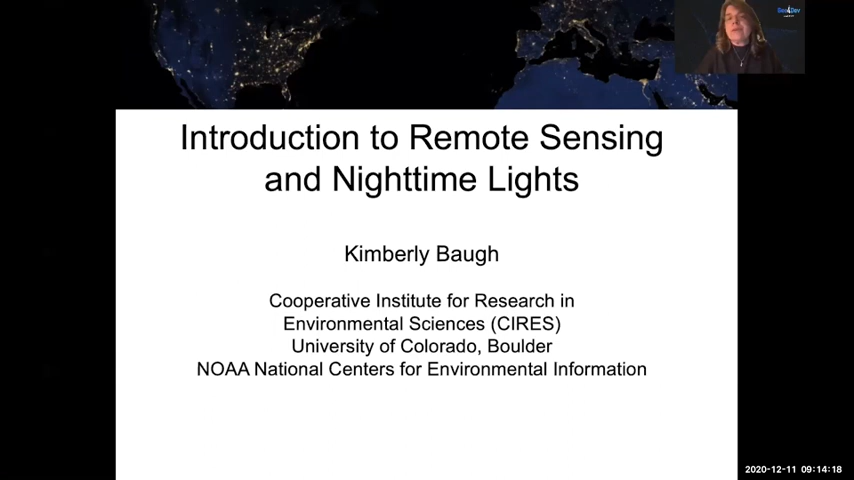 Introduction to Remote Sensing
and Nighttime Lights
Kimberly Baugh
Cooperative Institute for Research in
Environmental Sciences (CIRES)
University of Colorado, Boulder
NOAA National Centers for Environmental Information
2020-12-11 09:14:18